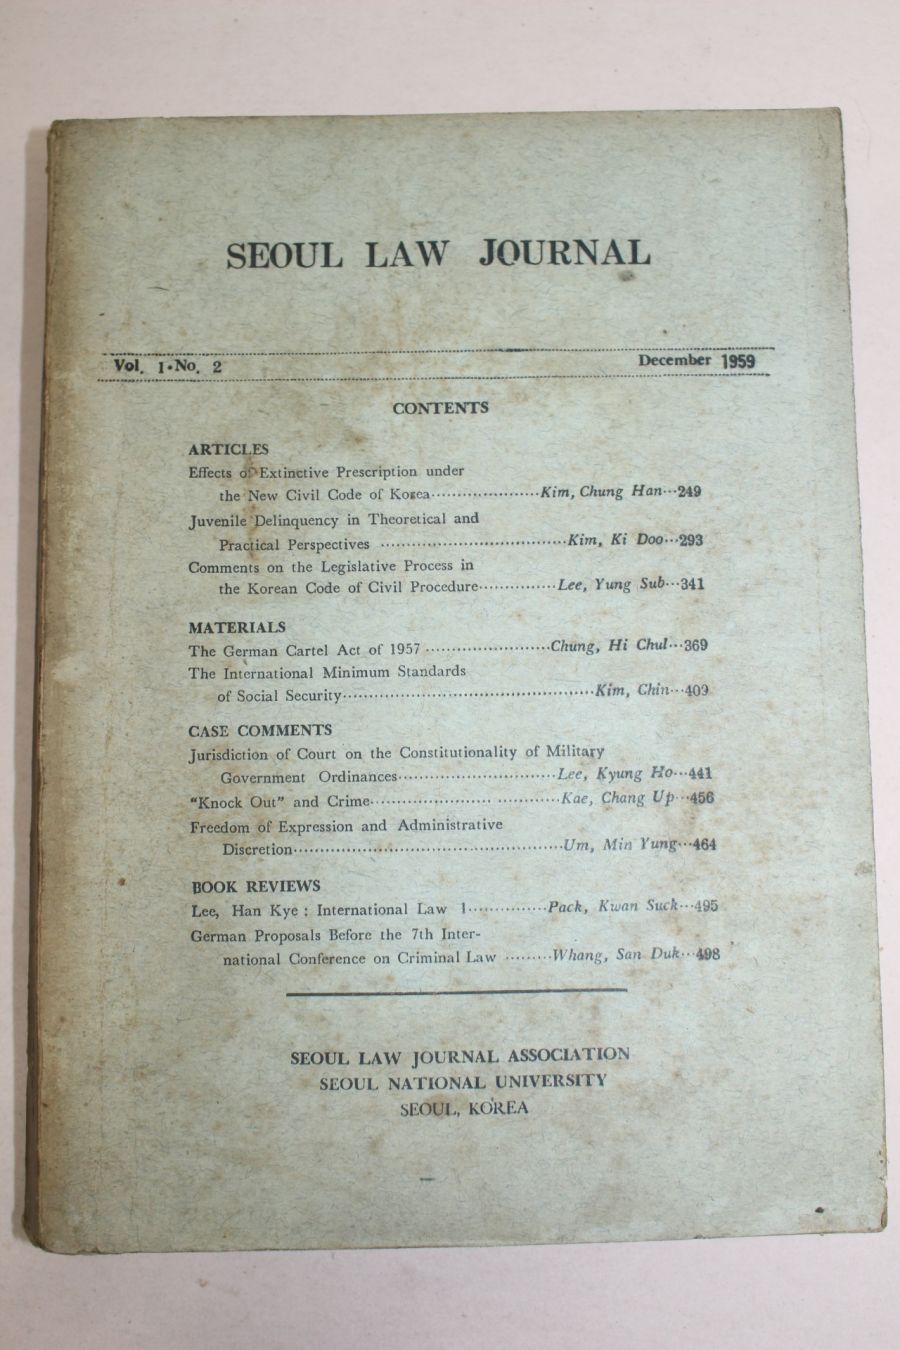 SEOUL LAW JOURNAL
Vol. 1·No. 2 December 1959
CONTENTS
ARTICLES
Effects of Extinctive Prescription under
the New Civil Code of Korea·····················Kim, Chung Han···249
Juvenile Delinquency in Theoretical and
Practical Perspectives ····································Kim, Ki Doo···293
Comments on the Legislative Process in
the Korean Code of Civil Procedure···············Lee, Yung Sub···341
MATERIALS
The German Cartel Act of 1957 ························Chung, Hi Chul···369
The International Minimum Standards
of Social Security················································Kim, Chin···409
CASE COMMENTS
Jurisdiction of Court on the Constitutionality of Military
Government Ordinances······························Lee, Kyung Ho···441
"Knock Out" and Crime······················· ············Kae, Chang Up···456
Freedom of Expression and Administrative
Discretion····················································Um, Min Yung···464
BOOK REVIEWS
Lee, Han Kye : International Law I···············Pack, Kwan Suck···495
German Proposals Before the 7th Inter-
national Conference on Criminal Law ·········Whang, San Duk···498
SEOUL LAW JOURNAL ASSOCIATION
SEOUL NATIONAL UNIVERSITY
SEOUL, KOREA